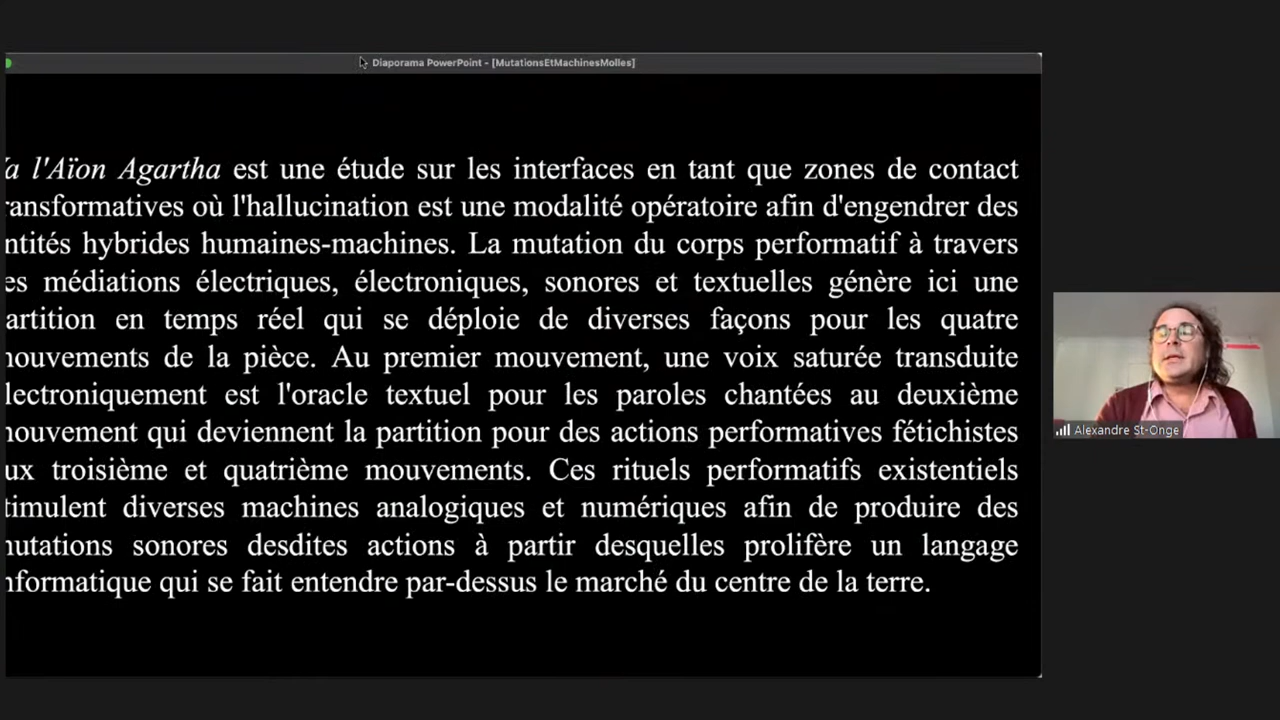 Diaporama PowerPoint - [MutationsEtMachinesMolles]
l'Aïon Agartha est une étude sur les interfaces en tant que zones de contact
ransformatives où l'hallucination est une modalité opératoire afin d'engendrer des
ntités hybrides humaines-machines. La mutation du corps performatif à travers
es médiations électriques, électroniques, sonores et textuelles génère ici une
artition en temps réel qui se déploie de diverses façons pour les quatre
ouvements de la pièce. Au premier mouvement, une voix saturée transduite
lectroniquement est l'oracle textuel pour les paroles chantées au deuxième
ouvement qui deviennent la partition pour des actions performatives fétichistes
ux troisième et quatrième mouvements. Ces rituels performatifs existentiels
timulent diverses machines analogiques et numériques afin de produire des
utations sonores desdites actions à partir desquelles prolifère un langage
nformatique qui se fait entendre par-dessus le marché du centre de la terre.
Alexandre St-Onge